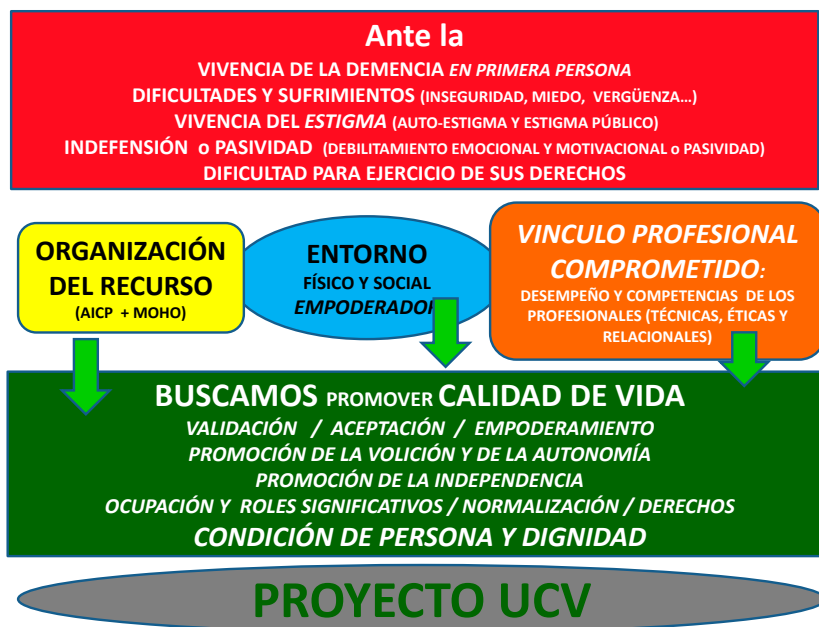 Ante la
VIVENCIA DE LA DEMENCIA EN PRIMERA PERSONA
DIFICULTADES Y SUFRIMIENTOS (INSEGURIDAD, MIEDO, VERGÜENZA...)
VIVENCIA DEL ESTIGMA (AUTO-ESTIGMA Y ESTIGMA PÚBLICO)
INDEFENSIÓN o PASIVIDAD (DEBILITAMIENTO EMOCIONAL Y MOTIVACIONAL o PASIVIDAD)
DIFICULTAD PARA EJERCICIO DE SUS DERECHOS
ORGANIZACIÓN
DEL RECURSO
(AICP + MOHO)
ENTORNO
FÍSICO Y SOCIAL
EMPODERADOR
VINCULO PROFESIONAL
COMPROMETIDO:
DESEMPEÑO Y COMPETENCIAS DE LOS
PROFESIONALES (TÉCNICAS, ÉTICAS Y
RELACIONALES)
BUSCAMOS PROMOVER CALIDAD DE VIDA
VALIDACIÓN / ACEPTACIÓN / EMPODERAMIENTO
PROMOCIÓN DE LA VOLICIÓN Y DE LA AUTONOMÍA
PROMOCIÓN DE LA INDEPENDENCIA
OCUPACIÓN Y ROLES SIGNIFICATIVOS / NORMALIZACIÓN / DERECHOS
CONDICIÓN DE PERSONA Y DIGNIDAD
PROYECTO UCV